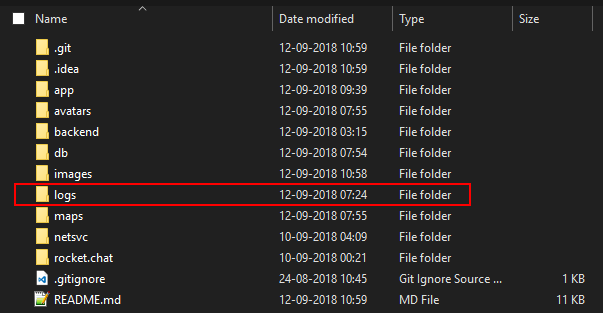 Name Date modified Type Size
.git 12-09-2018 10:59 File folder
.idea 12-09-2018 10:59 File folder
app 12-09-2018 09:39 File folder
avatars 12-09-2018 07:55 File folder
backend 12-09-2018 03:15 File folder
db 12-09-2018 07:54 File folder
images 12-09-2018 10:58 File folder
logs 12-09-2018 07:24 File folder
maps 12-09-2018 07:55 File folder
netsvc 10-09-2018 04:09 File folder
rocket.chat 10-09-2018 00:21 File folder
.gitignore 24-08-2018 10:45 Git Ignore Source ... 1 KB
README.md 12-09-2018 10:59 MD File 11 KB